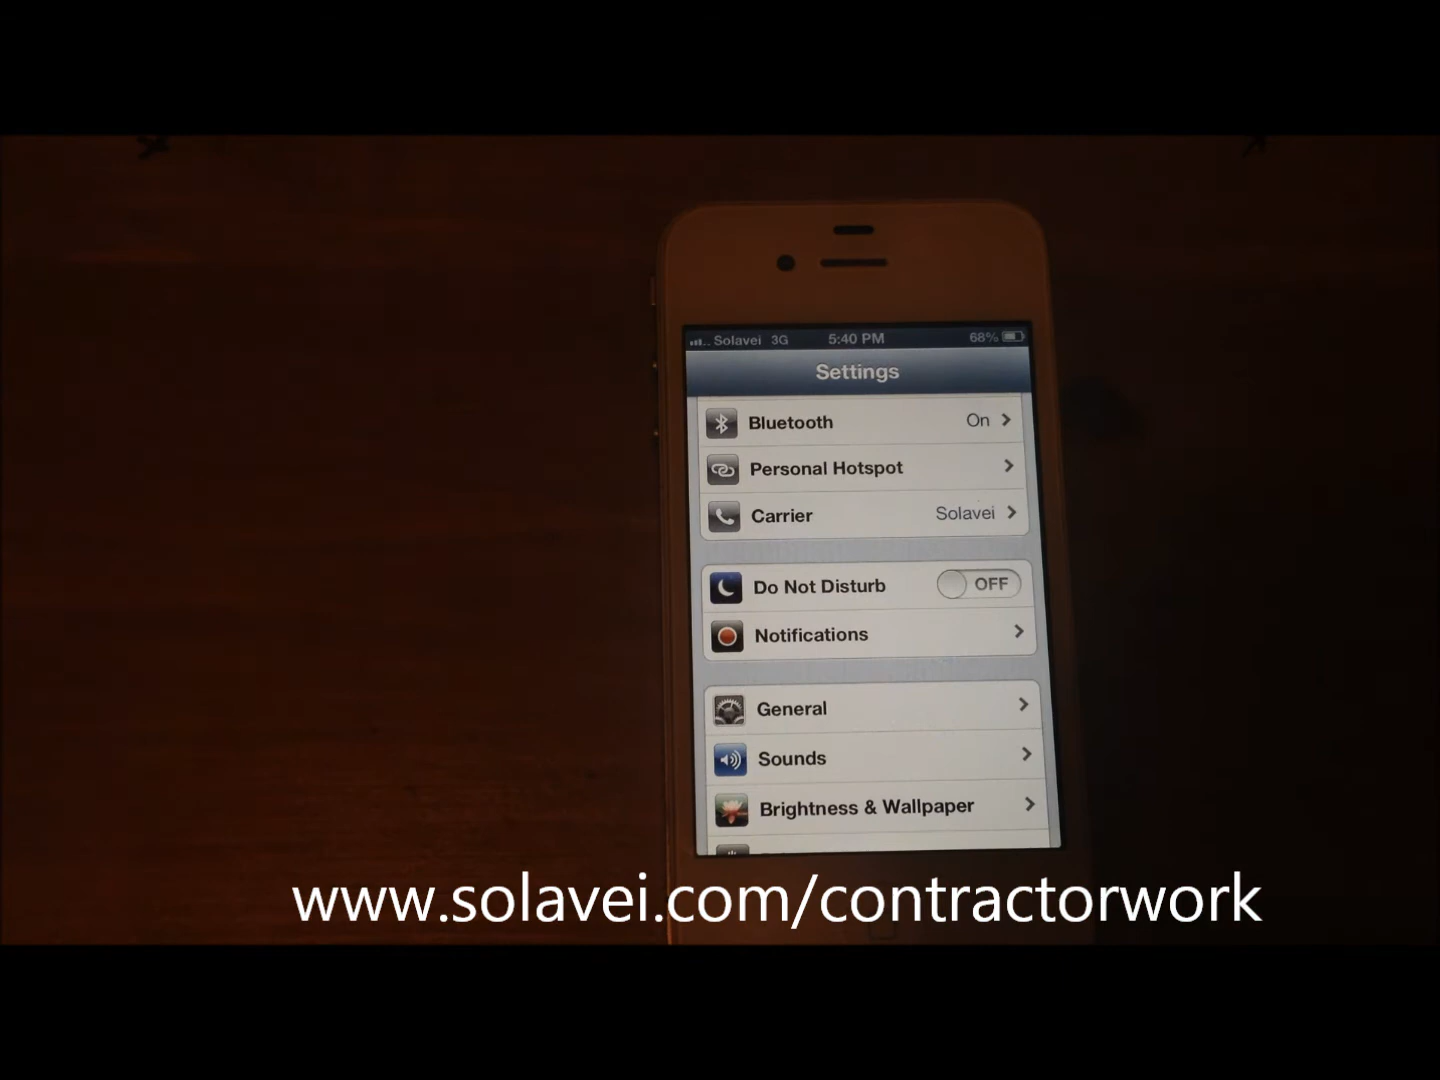 Solavei 3G 5:40 PM 68%
Settings
Bluetooth On
Personal Hotspot
Carrier Solavei
Do Not Disturb OFF
Notifications
General
Sounds
Brightness & Wallpaper
www.solavei.com/contractorwork